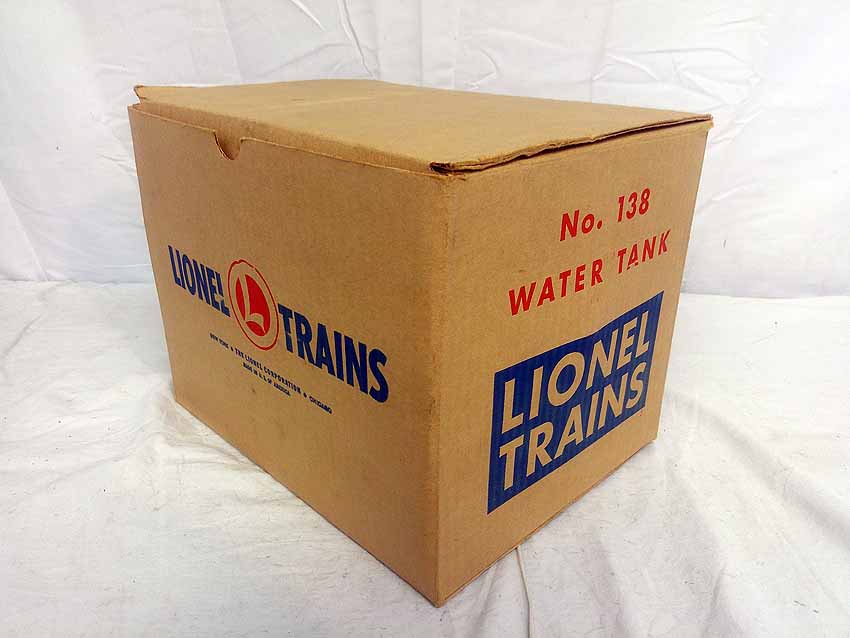 LIONEL L TRAINS
NEW YORK • THE LIONEL CORPORATION • CHICAGO
MADE IN U. S. OF AMERICA
No. 138
WATER TANK
LIONEL
TRAINS